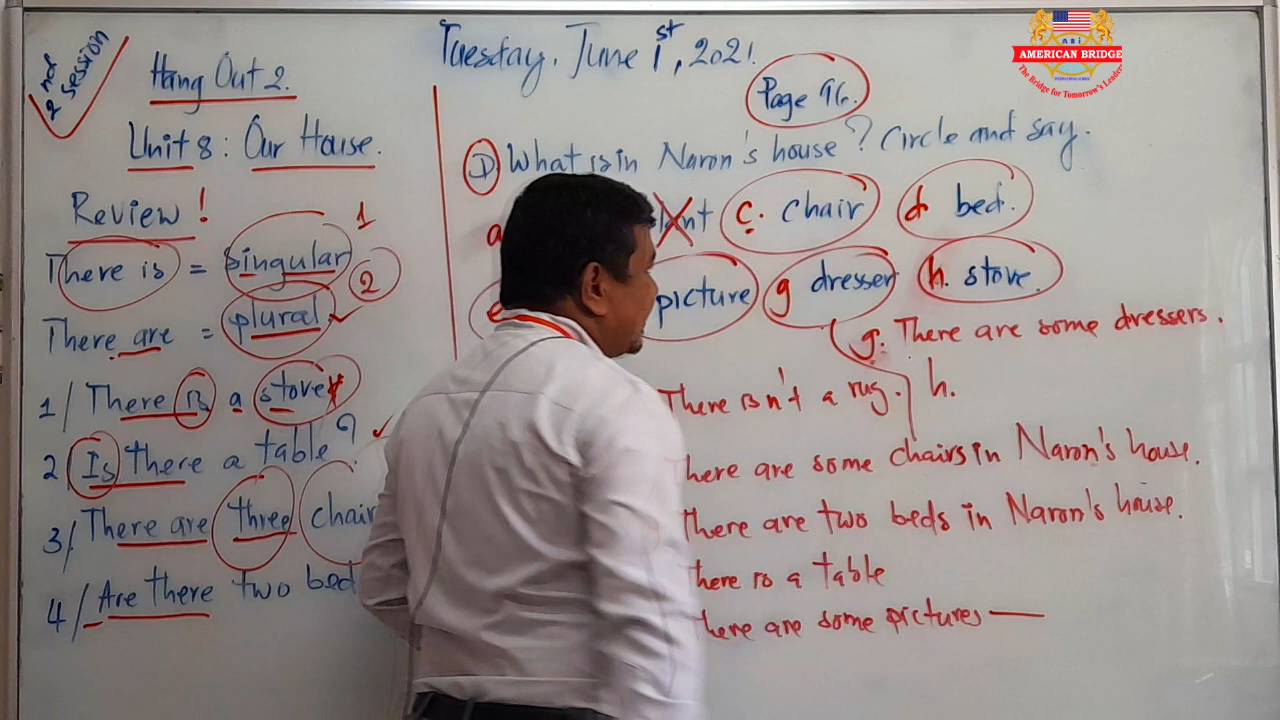 2nd session
Hang Out 2.
Unit 8: Our House.
Review!
There is = singular 1
There are = plural 2
1/ There is a stove
2 Is there a table?
3/ There are three chair
4/ Are there two bed
Tuesday, June 1st, 2021.
Page 96.
D What is in Naron's house? Circle and say.
a c. chair d bed.
e picture g dresser h. stove.
g. There are some dressers.
There isn't a rug. h.
here are some chairs in Naron's house.
There are two beds in Naron's house.
here is a table
here are some pictures —
ABi
AMERICAN BRIDGE
The Bridge for Tomorrow's Leader